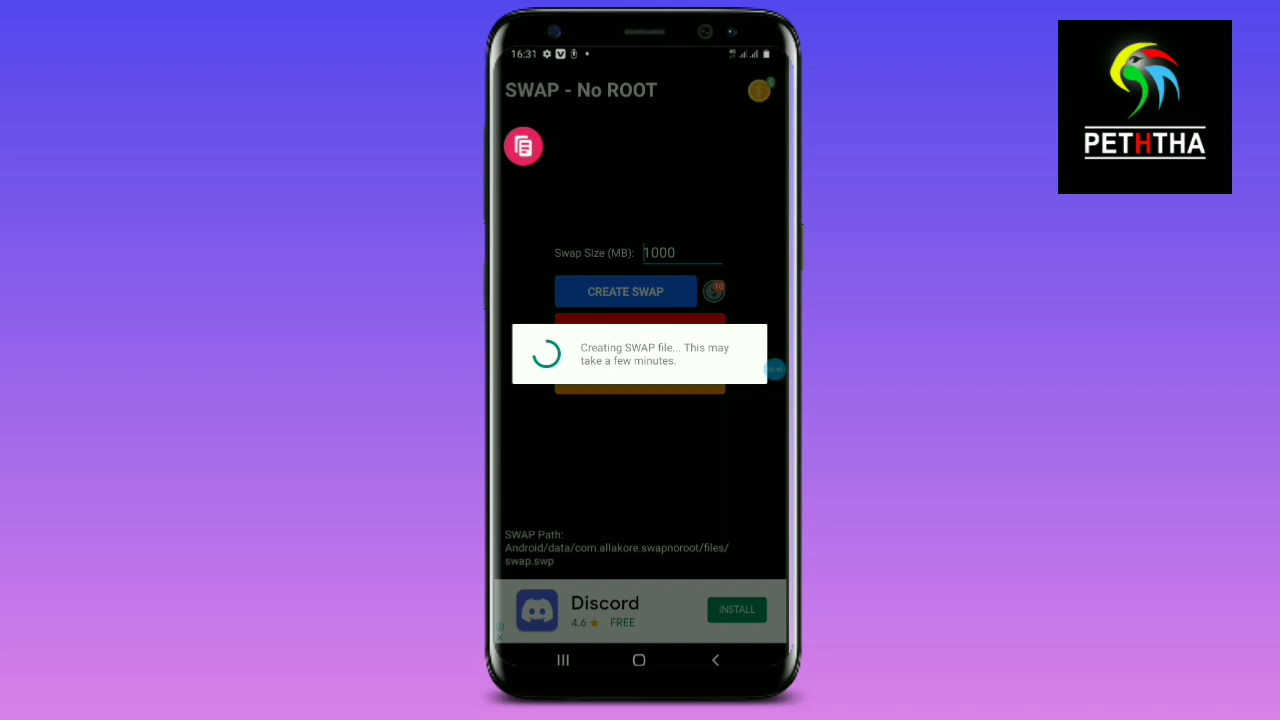 16:31
SWAP - No ROOT
PETHTHA
Swap Size (MB): 1000
CREATE SWAP
10
Creating SWAP file... This may
take a few minutes.
SWAP Path:
Android/data/com.allakore.swapnoroot/files/
swap.swp
Discord
4.6 ★ FREE
INSTALL